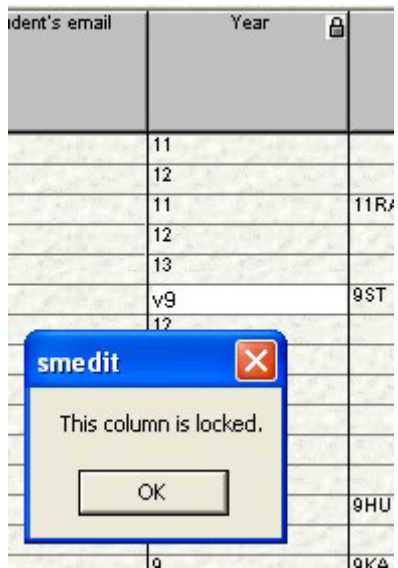 udent's email Year
11
12
11 11RA
12
13
v9 9ST
12
smedit
This column is locked.
OK
9HU
9 9KA